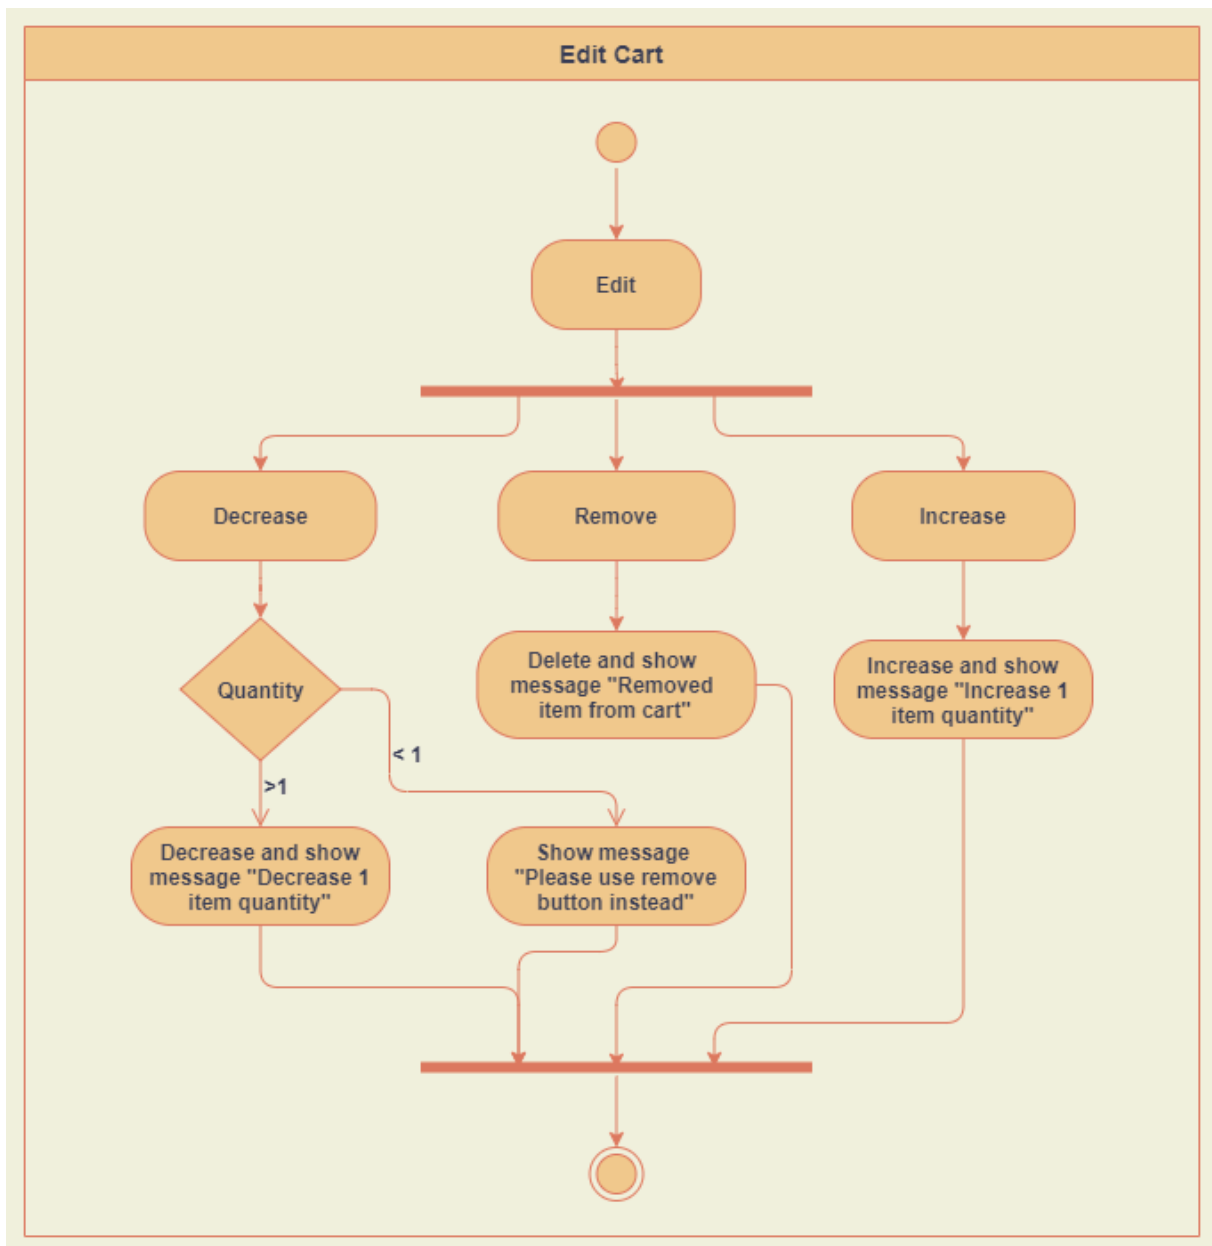 Edit Cart
Edit
Decrease
Remove
Increase
Quantity
Delete and show
message "Removed
item from cart"
Increase and show
message "Increase 1
item quantity"
< 1
>1
Decrease and show
message "Decrease 1
item quantity"
Show message
"Please use remove
button instead"